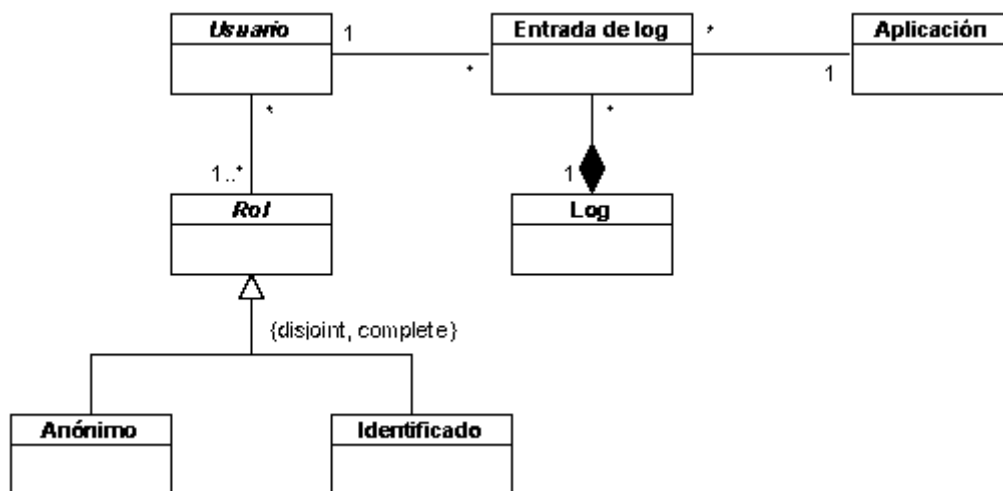 Usuario
1
*
Entrada de log
*
1
Aplicación
*
1..*
*
1
Rol
Log
{disjoint, complete}
Anónimo
Identificado